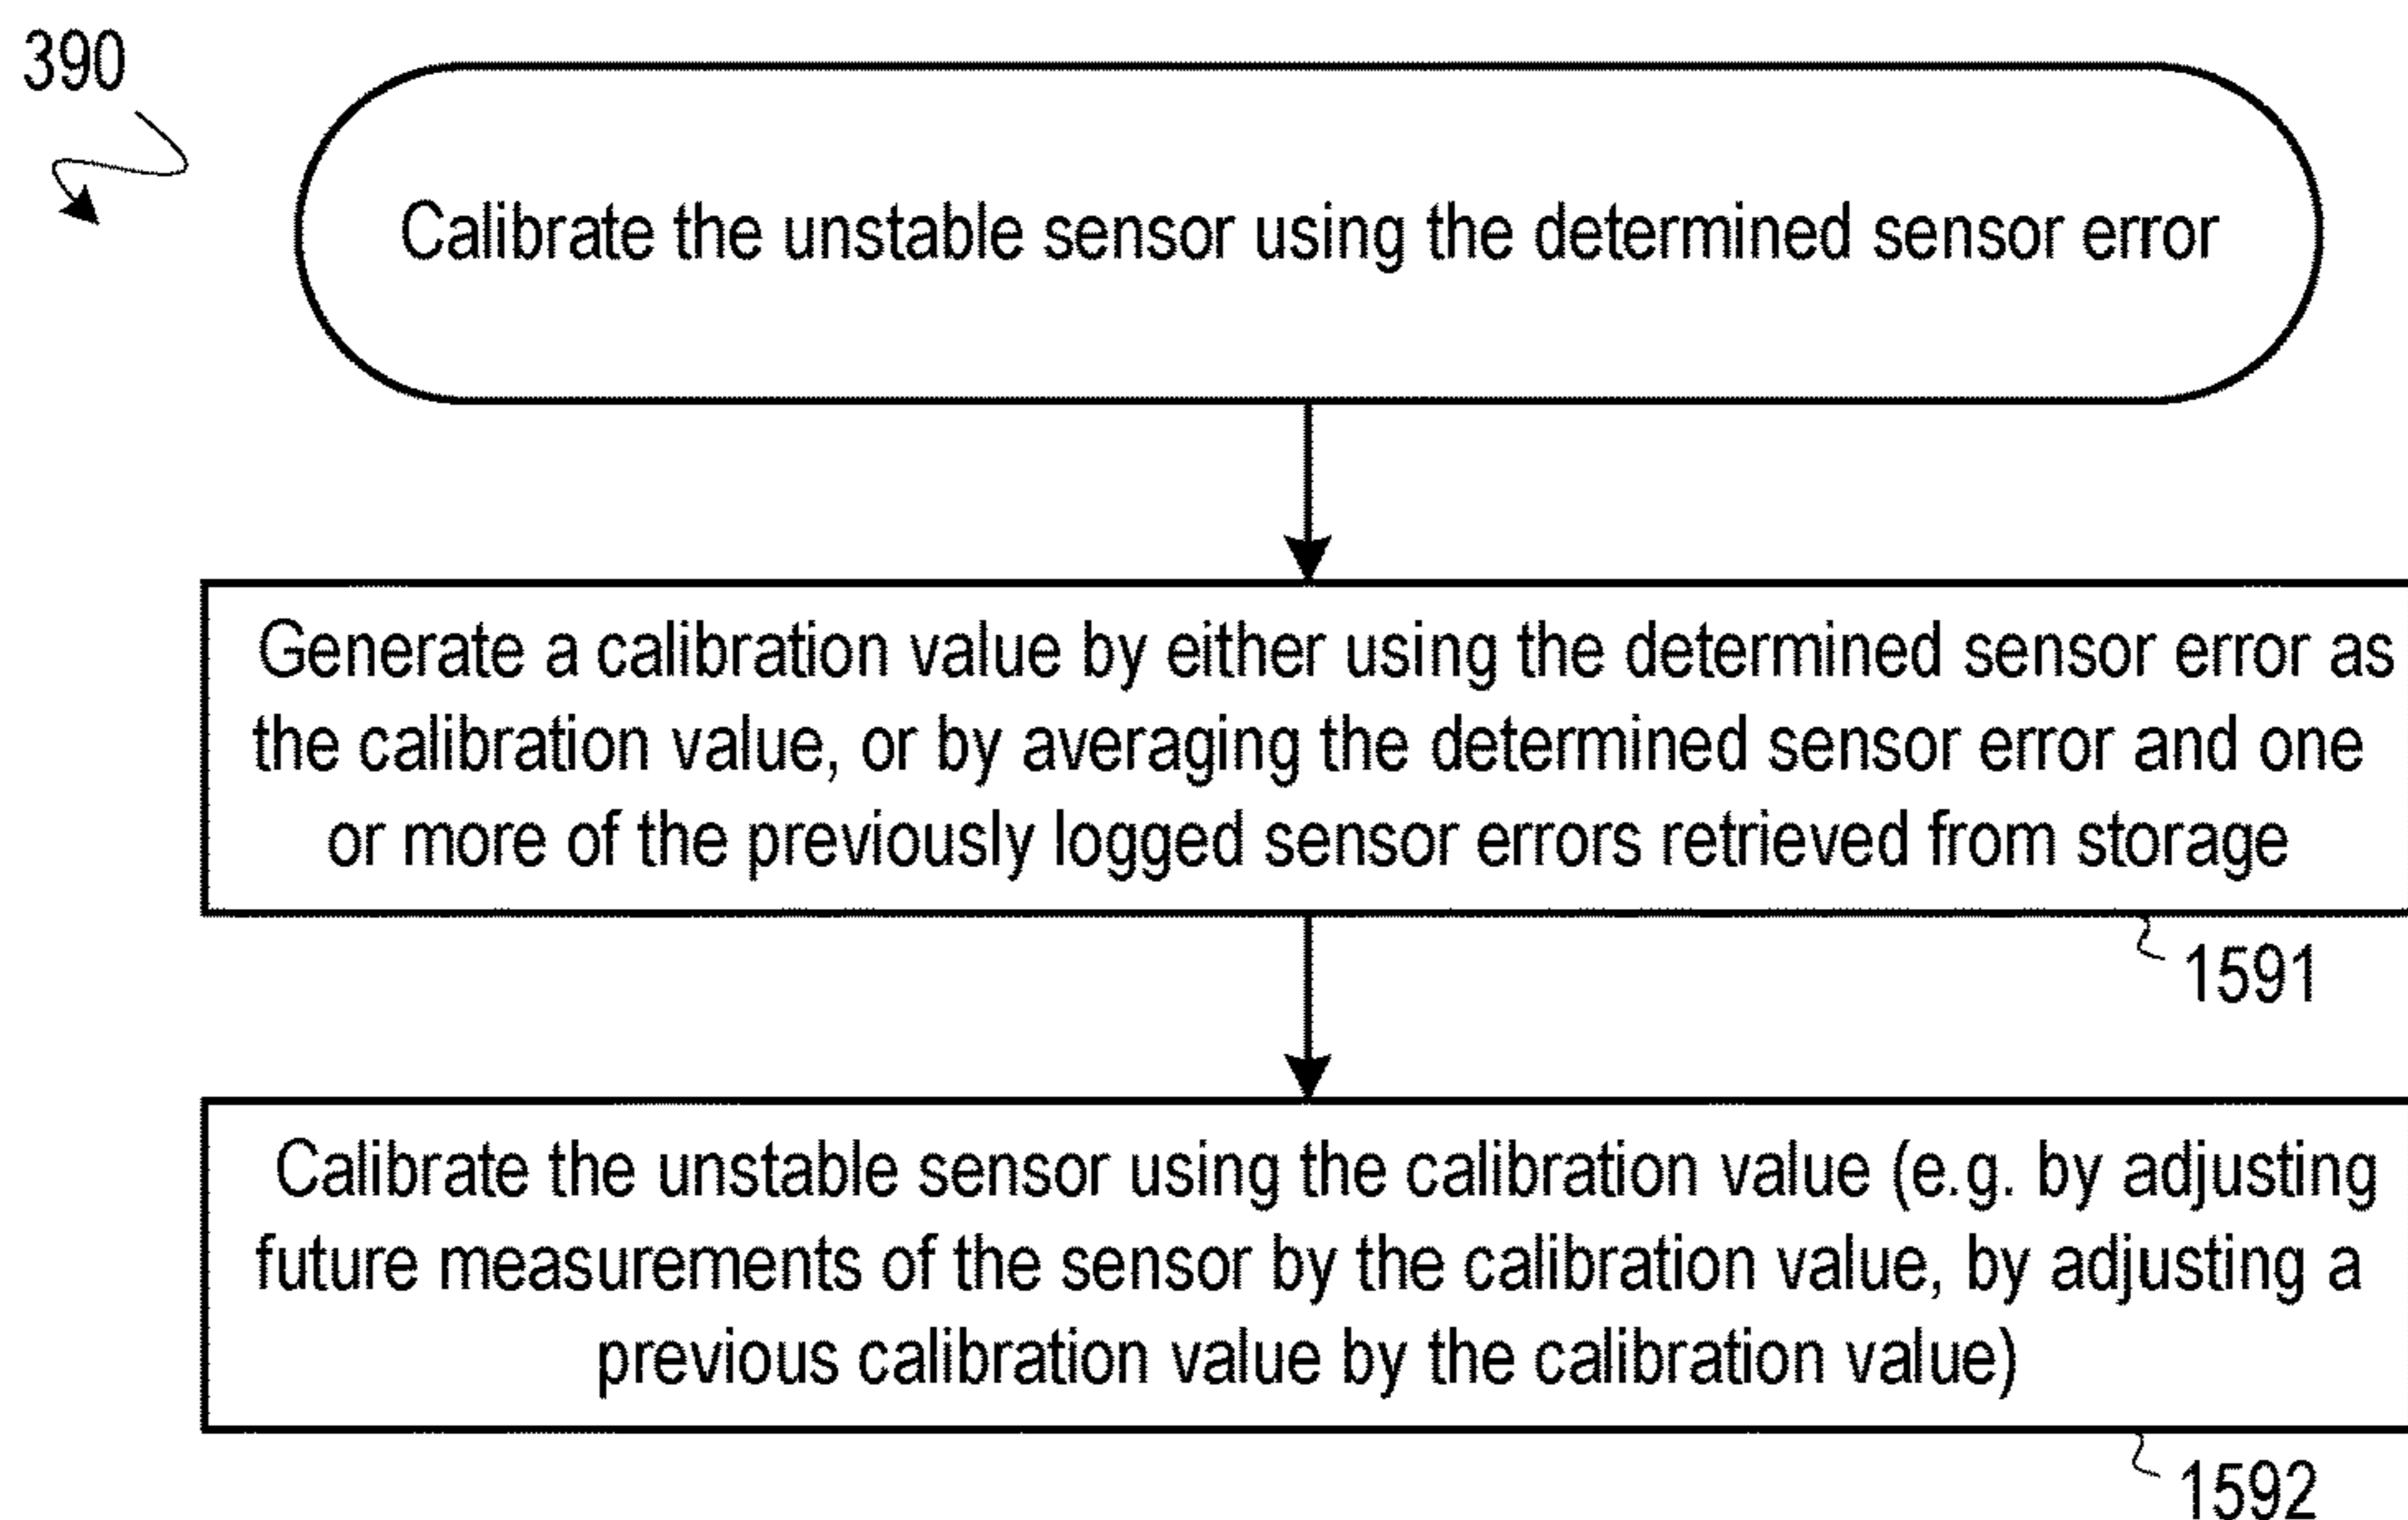 390
Calibrate the unstable sensor using the determined sensor error
Generate a calibration value by either using the determined sensor error as
the calibration value, or by averaging the determined sensor error and one
or more of the previously logged sensor errors retrieved from storage
1591
Calibrate the unstable sensor using the calibration value (e.g. by adjusting
future measurements of the sensor by the calibration value, by adjusting a
previous calibration value by the calibration value)
1592